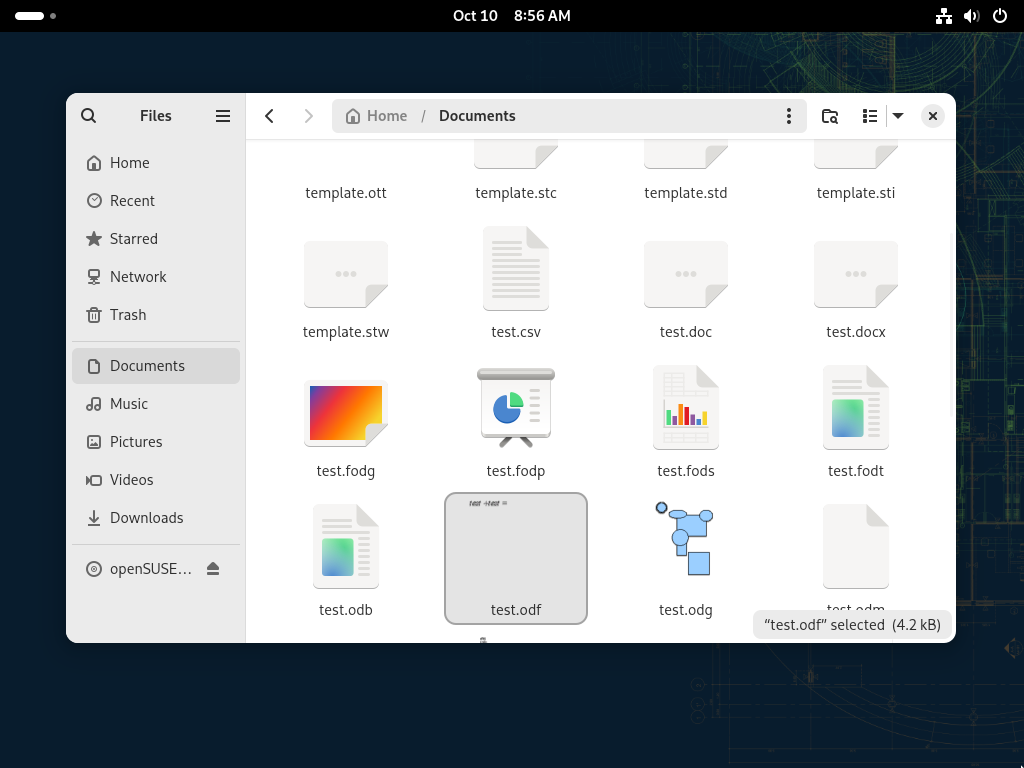 Oct 10 8:56 AM
Files
Home / Documents
Home
Recent
Starred
Network
Trash
Documents
Music
Pictures
Videos
Downloads
openSUSE…
template.ott template.stc template.std template.sti
template.stw test.csv test.doc test.docx
test.fodg test.fodp test.fods test.fodt
test +test =
test.odb test.odf test.odg test.odm
“test.odf” selected (4.2 kB)